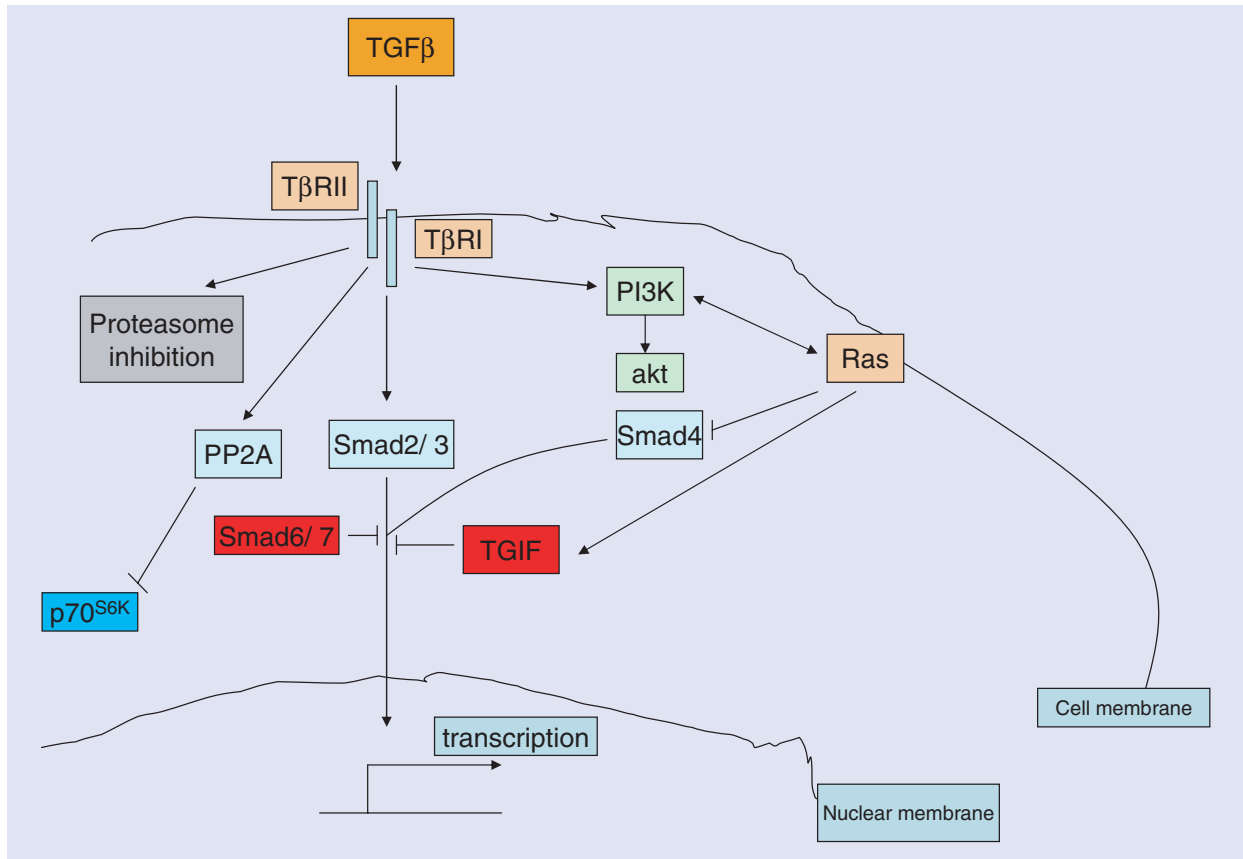 TGFβ
TβRII
TβRI
PI3K
Proteasome
inhibition
Ras
akt
Smad4
PP2A
Smad2/ 3
Smad6/ 7
TGIF
p70S6K
Cell membrane
transcription
Nuclear membrane